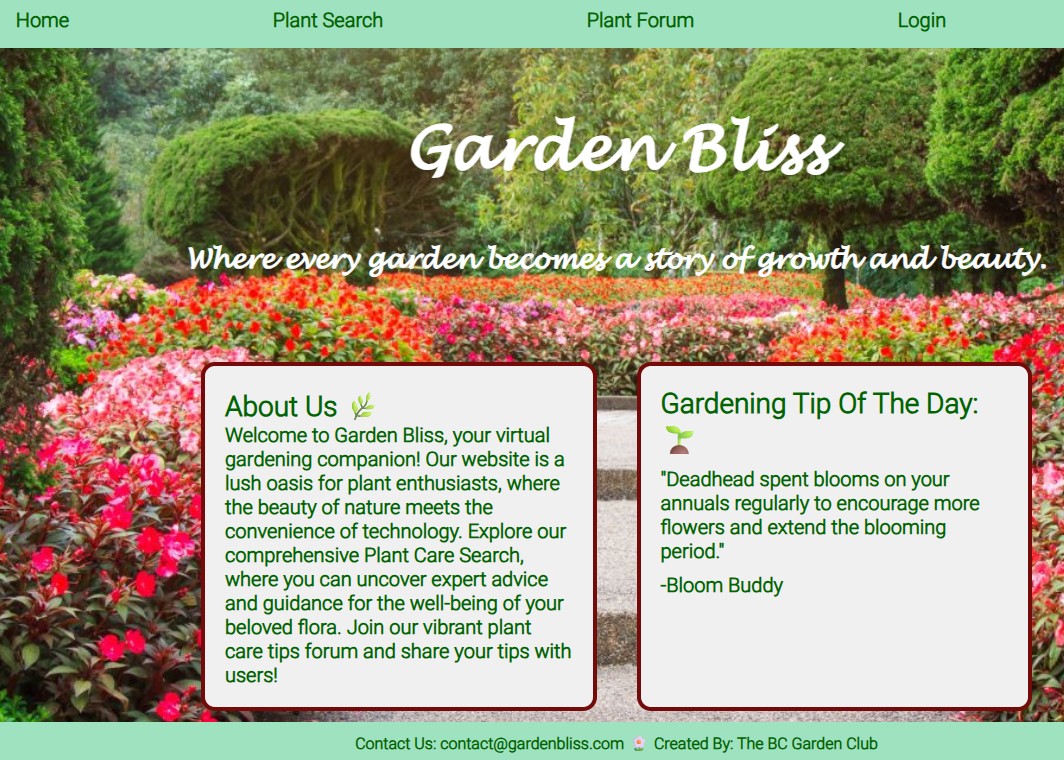 Home Plant Search Plant Forum Login
Garden Bliss
Where every garden becomes a story of growth and beauty.
About Us
Welcome to Garden Bliss, your virtual
gardening companion! Our website is a
lush oasis for plant enthusiasts, where
the beauty of nature meets the
convenience of technology. Explore our
comprehensive Plant Care Search,
where you can uncover expert advice
and guidance for the well-being of your
beloved flora. Join our vibrant plant
care tips forum and share your tips with
users!
Gardening Tip Of The Day:
"Deadhead spent blooms on your
annuals regularly to encourage more
flowers and extend the blooming
period."
-Bloom Buddy
Contact Us: contact@gardenbliss.com Created By: The BC Garden Club